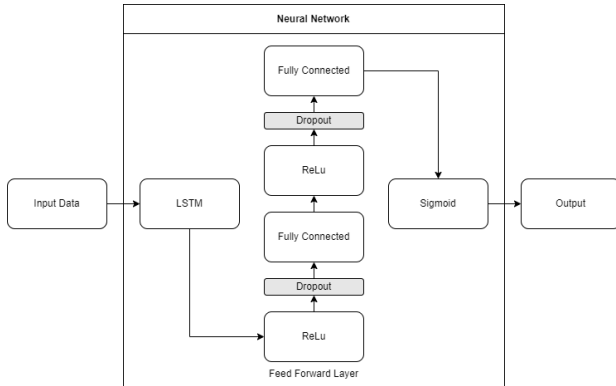 Neural Network
Fully Connected
Dropout
ReLu
Input Data
LSTM
Sigmoid
Output
Fully Connected
Dropout
ReLu
Feed Forward Layer